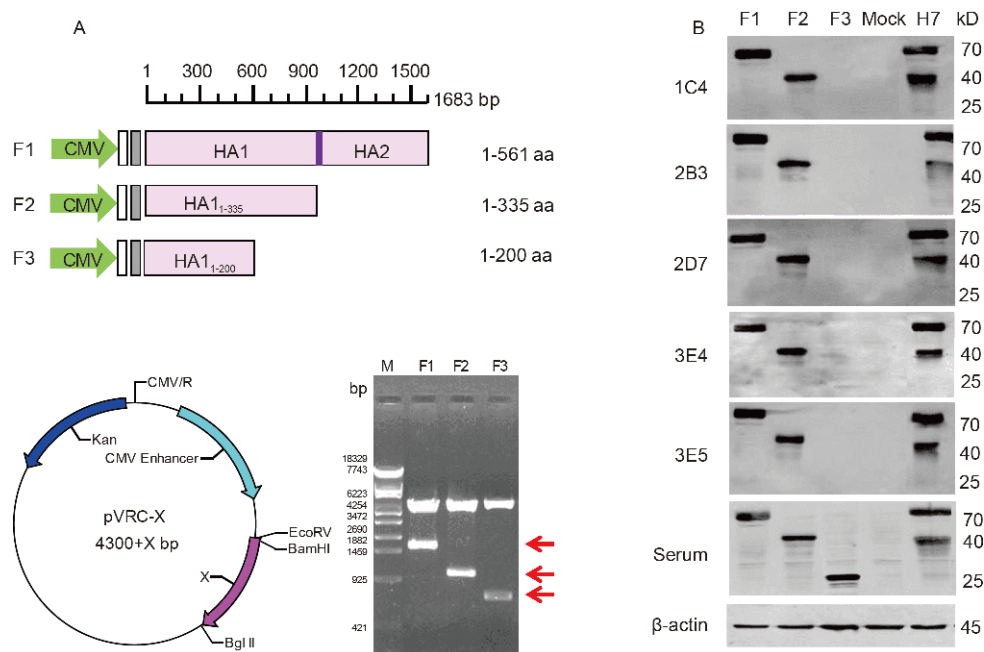 A
1 300 600 900 1200 1500
1683 bp
F1 CMV HA1 HA2 1-561 aa
F2 CMV HA1₁₋₃₃₅ 1-335 aa
F3 CMV HA1₁₋₂₀₀ 1-200 aa
CMV/R
Kan
CMV Enhancer
pVRC-X
4300+X bp
EcoRV
BamHI
X
Bgl II
bp M F1 F2 F3
18329
7743
6223
4254
3472
2690
1882
1459
925
421
B
F1 F2 F3 Mock H7 kD
1C4 70 40 25
2B3 70 40 25
2D7 70 40 25
3E4 70 40 25
3E5 70 40 25
Serum 70 40 25
β-actin 45